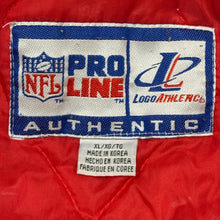 NFL
PRO
LINE
LOGO ATHLETIC
AUTHENTIC
XL/XG/TG
MADE IN KOREA
HECHO EN KOREA
FABRIQUE EN COREE